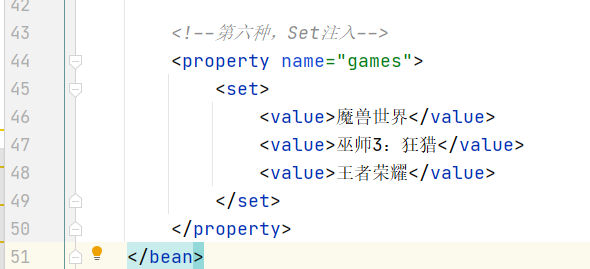 42
43 <!--第六种，Set注入-->
44 <property name="games">
45 <set>
46 <value>魔兽世界</value>
47 <value>巫师3：狂猎</value>
48 <value>王者荣耀</value>
49 </set>
50 </property>
51 </bean>